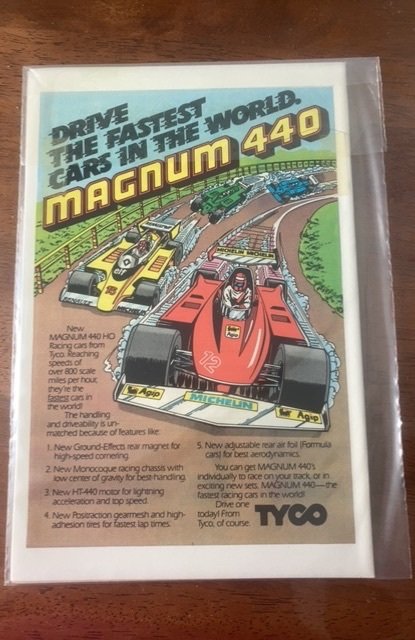 DRIVE
THE FASTEST
CARS IN THE WORLD.
MAGNUM 440
MICHELIN MICHELIN
elf
RENAULT
12
Agip
MICHELIN
Agip
New
MAGNUM 440 HO
Racing cars from
Tyco. Reaching
speeds of
over 800 scale
miles per hour,
they're the
fastest cars in
the world!
The handling
and driveability is un-
matched because of features like:
1. New Ground-Effects rear magnet for
high-speed cornering.
2. New Monocoque racing chassis with
low center of gravity for best-handling.
3. New HT-440 motor for lightning
acceleration and top speed.
4. New Positraction gearmesh and high-
adhesion tires for fastest lap times.
5. New adjustable rear air foil (Formula
cars) for best aerodynamics.
You can get MAGNUM 440's
individually to race on your track, or in
exciting new sets. MAGNUM 440—the
fastest racing cars in the world!
Drive one
today! From
Tyco, of course.
TYCO